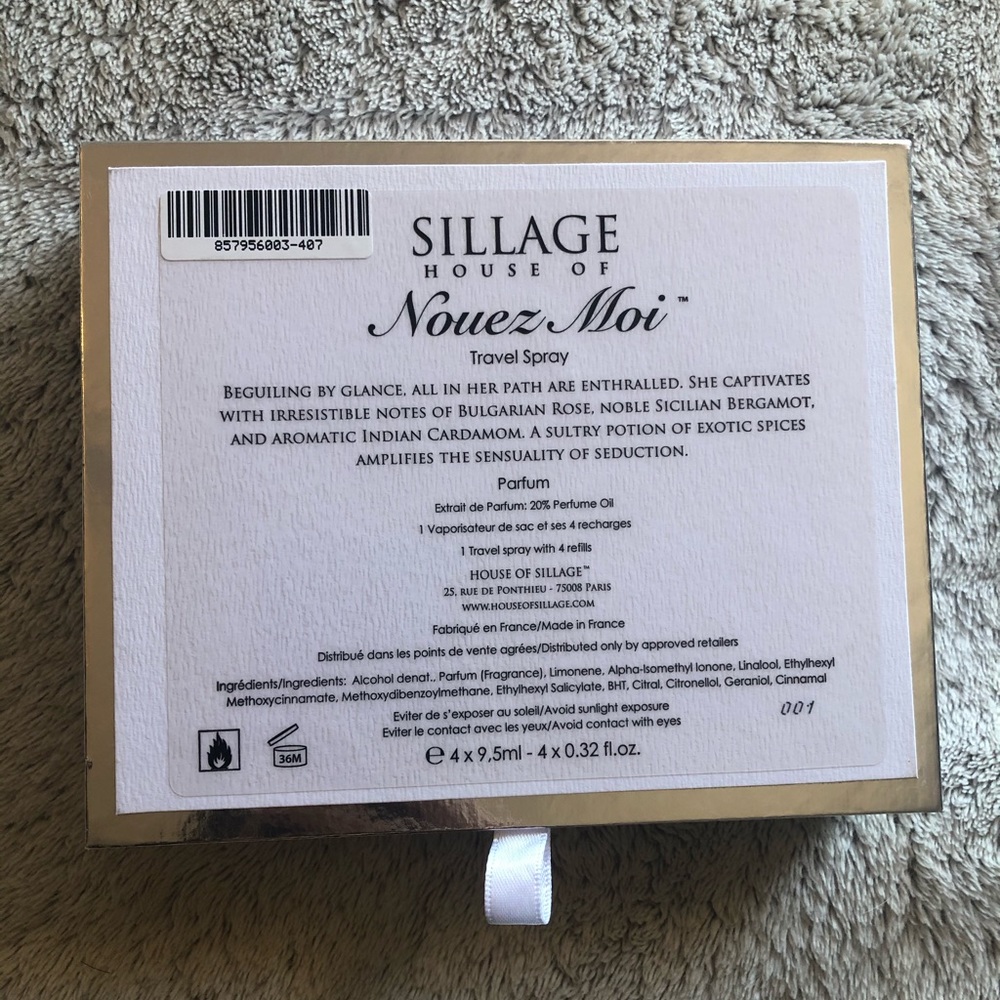 857956003-407
SILLAGE
HOUSE OF
Nouez Moi ™
Travel Spray
BEGUILING BY GLANCE, ALL IN HER PATH ARE ENTHRALLED. SHE CAPTIVATES
WITH IRRESISTIBLE NOTES OF BULGARIAN ROSE, NOBLE SICILIAN BERGAMOT,
AND AROMATIC INDIAN CARDAMOM. A SULTRY POTION OF EXOTIC SPICES
AMPLIFIES THE SENSUALITY OF SEDUCTION.
Parfum
Extrait de Parfum: 20% Perfume Oil
1 Vaporisateur de sac et ses 4 recharges
1 Travel spray with 4 refills
HOUSE OF SILLAGE™
25, RUE DE PONTHIEU - 75008 PARIS
WWW.HOUSEOFSILLAGE.COM
Fabriqué en France/Made in France
Distribué dans les points de vente agrées/Distributed only by approved retailers
Ingrédients/Ingredients: Alcohol denat., Parfum (Fragrance), Limonene, Alpha-Isomethyl Ionone, Linalool, Ethylhexyl
Methoxycinnamate, Methoxydibenzoylmethane, Ethylhexyl Salicylate, BHT, Citral, Citronellol, Geraniol, Cinnamal
Eviter de s'exposer au soleil/Avoid sunlight exposure
001
Eviter le contact avec les yeux/Avoid contact with eyes
36M
℮ 4 x 9,5ml - 4 x 0.32 fl.oz.